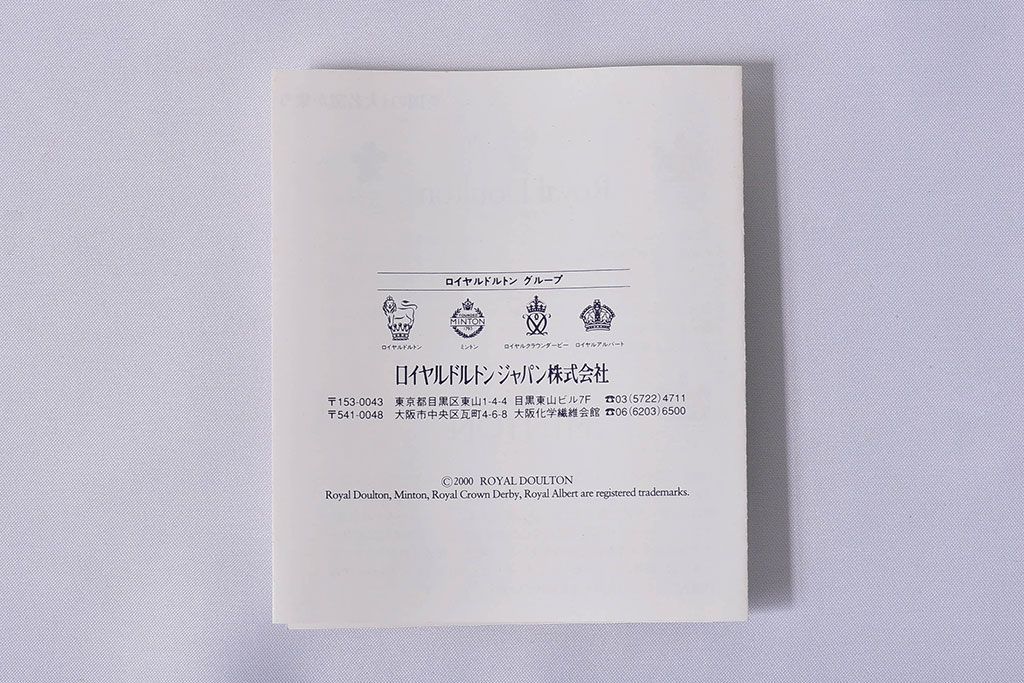 ロイヤルドルトン グループ
MINTON
1793
ロイヤルドルトン ミントン ロイヤルクラウンダービー ロイヤルアルバート
ロイヤルドルトンジャパン株式会社
〒153-0043 東京都目黒区東山1-4-4 目黒東山ビル7F ☎03(5722)4711
〒541-0048 大阪市中央区瓦町4-6-8 大阪化学繊維会館 ☎06(6203)6500
©2000 ROYAL DOULTON
Royal Doulton, Minton, Royal Crown Derby, Royal Albert are registered trademarks.